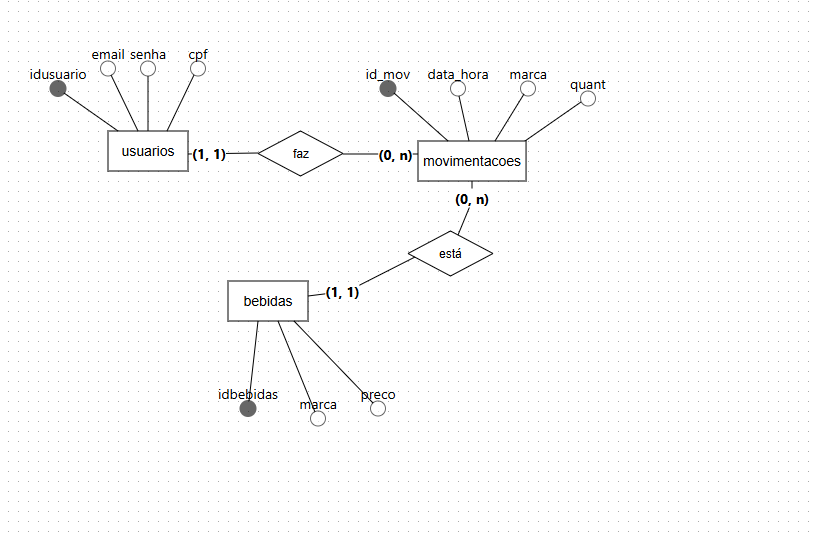 email senha cpf
idusuario
id_mov data_hora marca
quant
usuarios (1, 1) faz (0, n) movimentacoes
(0, n)
está
bebidas (1, 1)
idbebidas preco
marca